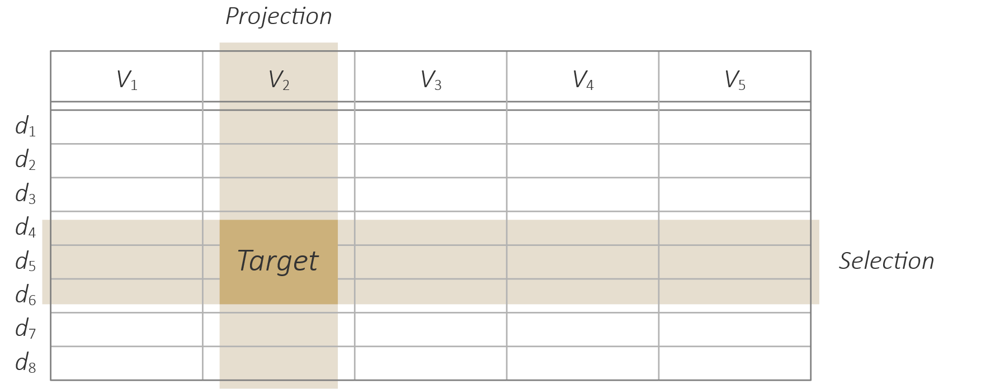 Projection
V₁ V₂ V₃ V₄ V₅
d₁
d₂
d₃
d₄
d₅ Target Selection
d₆
d₇
d₈